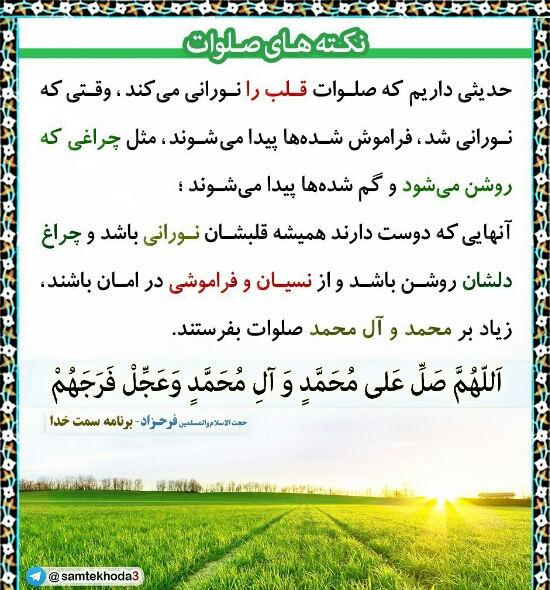 نکته های صلوات
حدیثی داریم که صلوات قلب را نورانی می‌کند، وقتی که
نورانی شد، فراموش شده‌ها پیدا می‌شوند، مثل چراغی که
روشن می‌شود و گم شده‌ها پیدا می‌شوند ؛
آنهایی که دوست دارند همیشه قلبشان نورانی باشد و چراغ
دلشان روشن باشد و از نسیان و فراموشی در امان باشند،
زیاد بر محمد و آل محمد صلوات بفرستند.
اَللّهُمَّ صَلِّ عَلی مُحَمَّدٍ وَ آلِ مُحَمَّدٍ وَعَجِّلْ فَرَجَهُمْ
حجت الاسلام والمسلمین فرحزاد - برنامه سمت خدا
@samtekhoda3